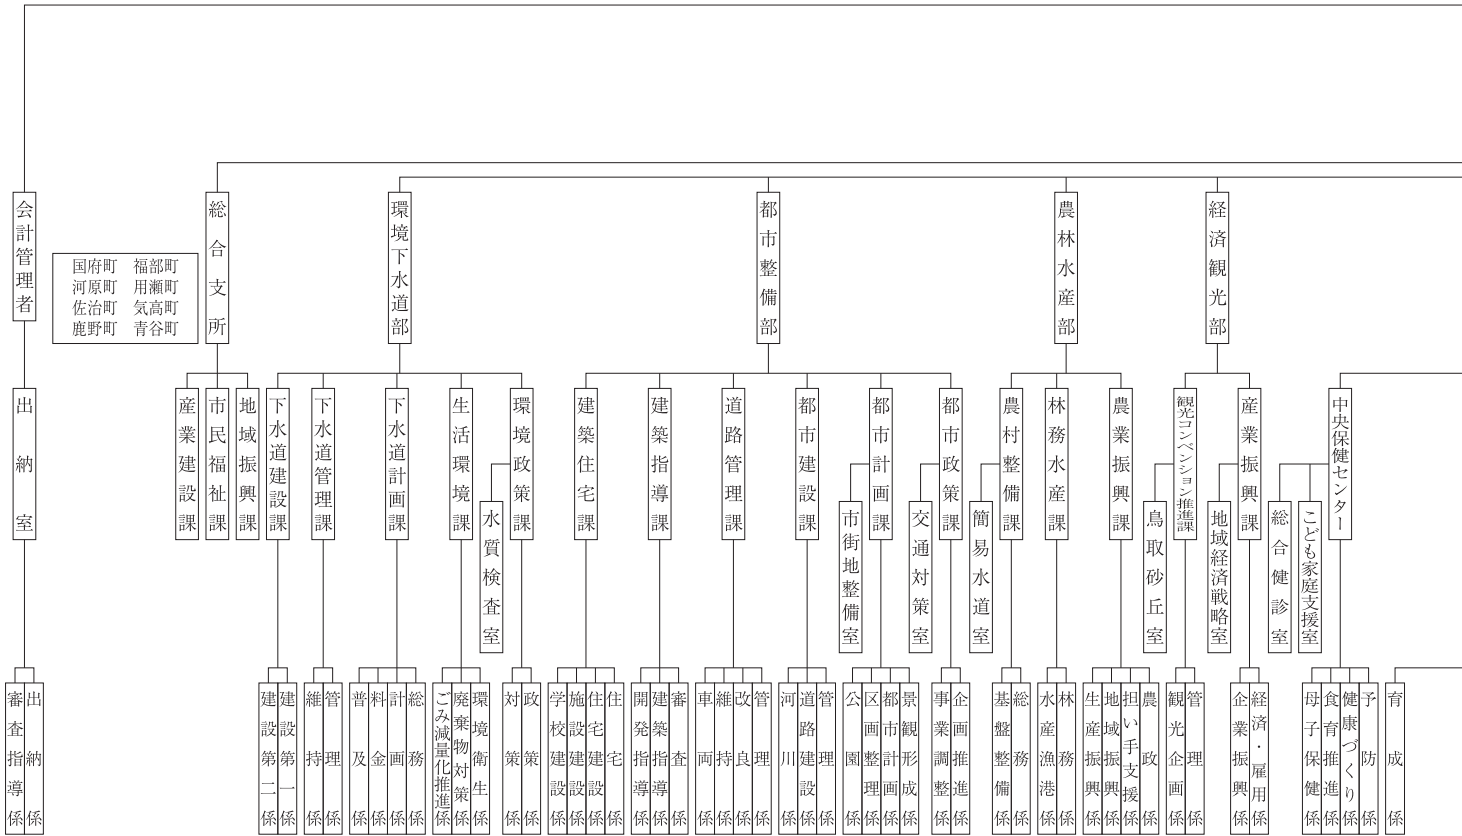 経済観光部
農林水産部
都市整備部
環境下水道部
総合支所
国府町　福部町
河原町　用瀬町
佐治町　気高町
鹿野町　青谷町
会計管理者
中央保健センター
こども家庭支援室
総合健診室
産業振興課
地域経済戦略室
観光コンベンション推進課
鳥取砂丘室
農業振興課
林務水産課
農村整備課
簡易水道室
都市政策課
交通対策室
都市計画課
市街地整備室
都市建設課
道路管理課
建築指導課
建築住宅課
環境政策課
水質検査室
生活環境課
下水道計画課
下水道管理課
下水道建設課
地域振興課
市民福祉課
産業建設課
出納室
育成係
予防係
健康づくり係
食育推進係
母子保健係
経済・雇用係
企業振興係
管理係
観光企画係
農政係
担い手支援係
地域振興係
生産振興係
林務係
水産漁港係
総務係
基盤整備係
企画推進係
事業調整係
景観形成係
都市計画係
区画整理係
公園係
管理係
道路建設係
河川係
管理係
改良係
維持係
車両係
審査係
建築指導係
開発指導係
住宅係
住宅建設係
施設建設係
学校建設係
政策係
対策係
環境衛生係
廃棄物対策係
ごみ減量化推進係
総務係
計画係
料金係
普及係
管理係
維持係
建設第一係
建設第二係
出納係
審査指導係